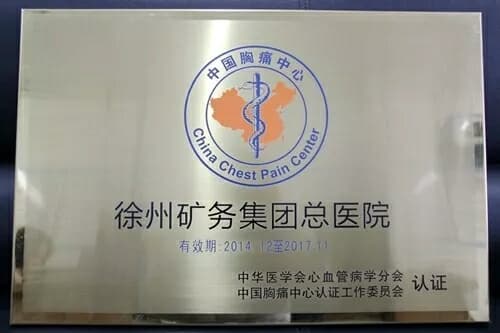 中国胸痛中心
China Chest Pain Center
徐州矿务集团总医院
有效期:2014.12至2017.11
中华医学会心血管病学分会
中国胸痛中心认证工作委员会 认证